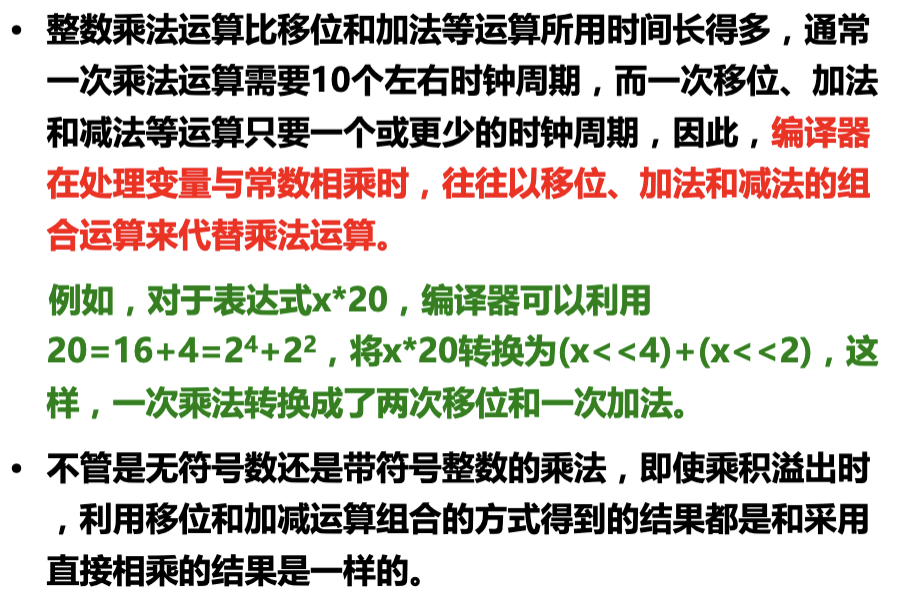 • 整数乘法运算比移位和加法等运算所用时间长得多，通常
一次乘法运算需要10个左右时钟周期，而一次移位、加法
和减法等运算只要一个或更少的时钟周期，因此，编译器
在处理变量与常数相乘时，往往以移位、加法和减法的组
合运算来代替乘法运算。
例如，对于表达式x*20，编译器可以利用
20=16+4=2⁴+2²，将x*20转换为(x<<4)+(x<<2)，这
样，一次乘法转换成了两次移位和一次加法。
• 不管是无符号数还是带符号整数的乘法，即使乘积溢出时
，利用移位和加减运算组合的方式得到的结果都是和采用
直接相乘的结果是一样的。